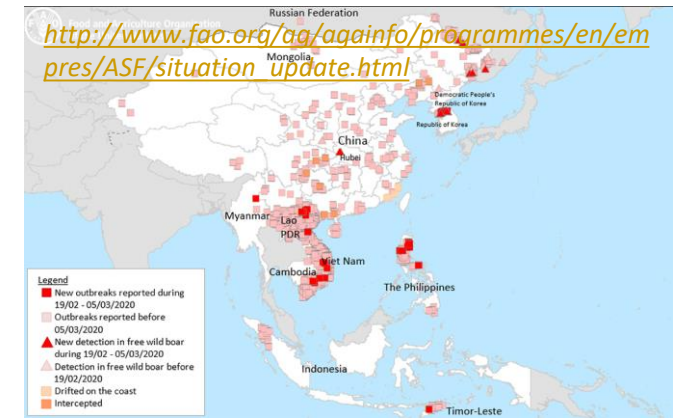 Russian Federation
Food and Agriculture Organization
http://www.fao.org/ag/againfo/programmes/en/em
pres/ASF/situation_update.html
Mongolia
Democratic People's
Republic of Korea
Republic of Korea
China
Hubei
Myanmar
Lao
PDR
Viet Nam
Cambodia
The Philippines
Indonesia
Timor-Leste
Legend
New outbreaks reported during
19/02 - 05/03/2020
Outbreaks reported before
05/03/2020
New detection in free wild boar
during 19/02 - 05/03/2020
Detection in free wild boar before
19/02/2020
Drifted on the coast
Intercepted